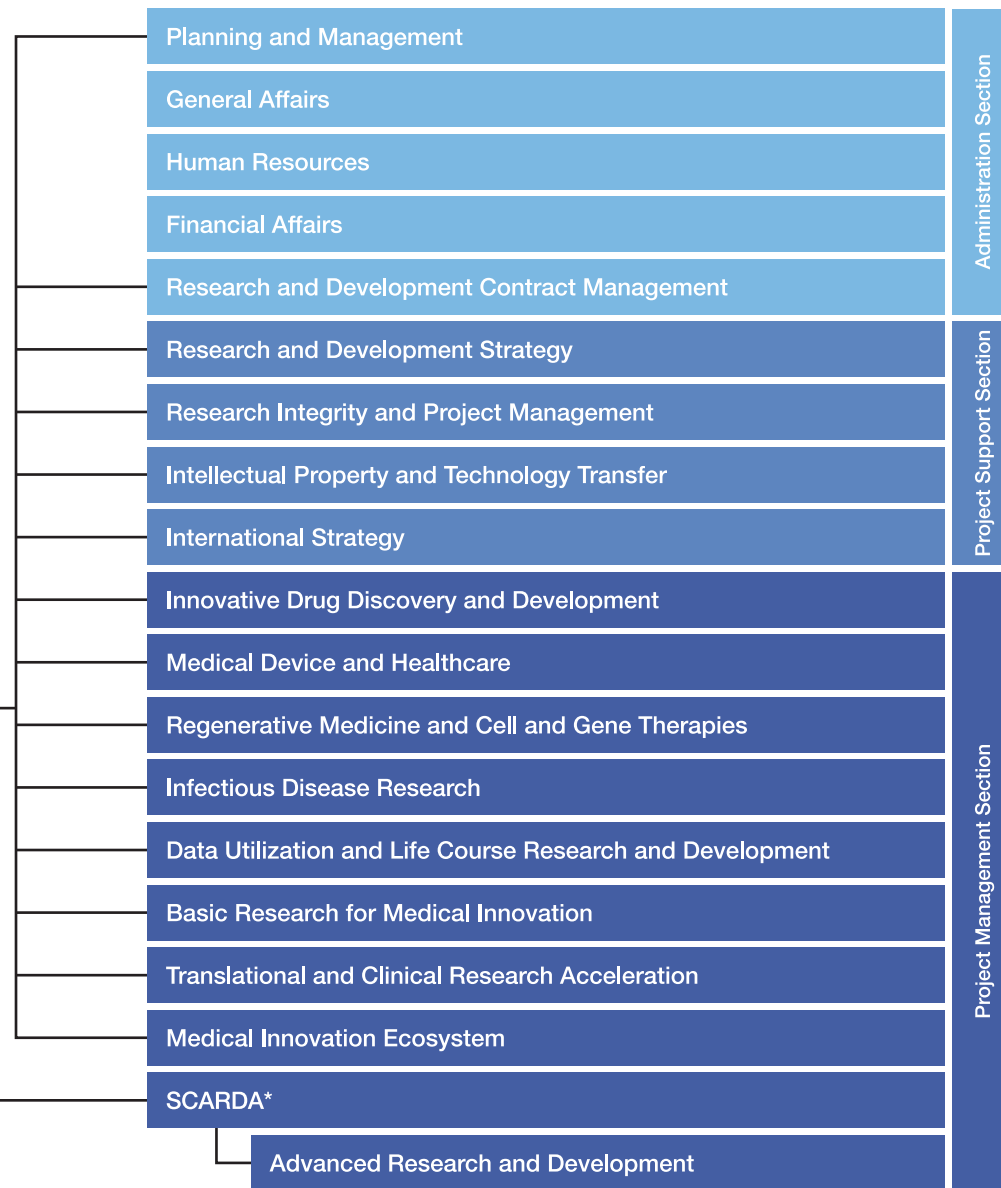 Planning and Management
General Affairs
Human Resources
Financial Affairs
Research and Development Contract Management
Administration Section
Research and Development Strategy
Research Integrity and Project Management
Intellectual Property and Technology Transfer
International Strategy
Project Support Section
Innovative Drug Discovery and Development
Medical Device and Healthcare
Regenerative Medicine and Cell and Gene Therapies
Infectious Disease Research
Data Utilization and Life Course Research and Development
Basic Research for Medical Innovation
Translational and Clinical Research Acceleration
Medical Innovation Ecosystem
SCARDA*
Advanced Research and Development
Project Management Section